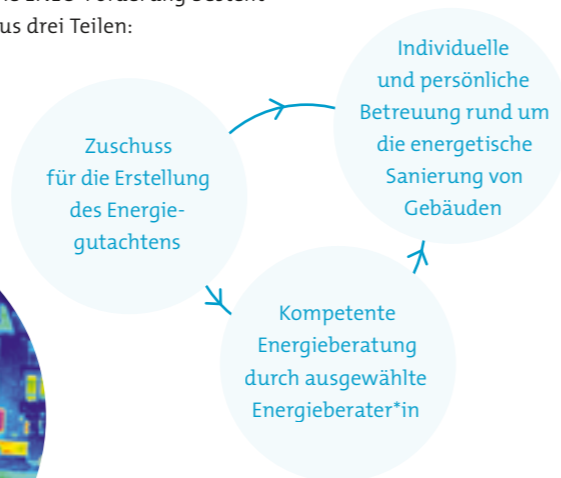 us drei Teilen:
Zuschuss
für die Erstellung
des Energie-
gutachtens
Individuelle
und persönliche
Betreuung rund um
die energetische
Sanierung von
Gebäuden
Kompetente
Energieberatung
durch ausgewählte
Energieberater*in